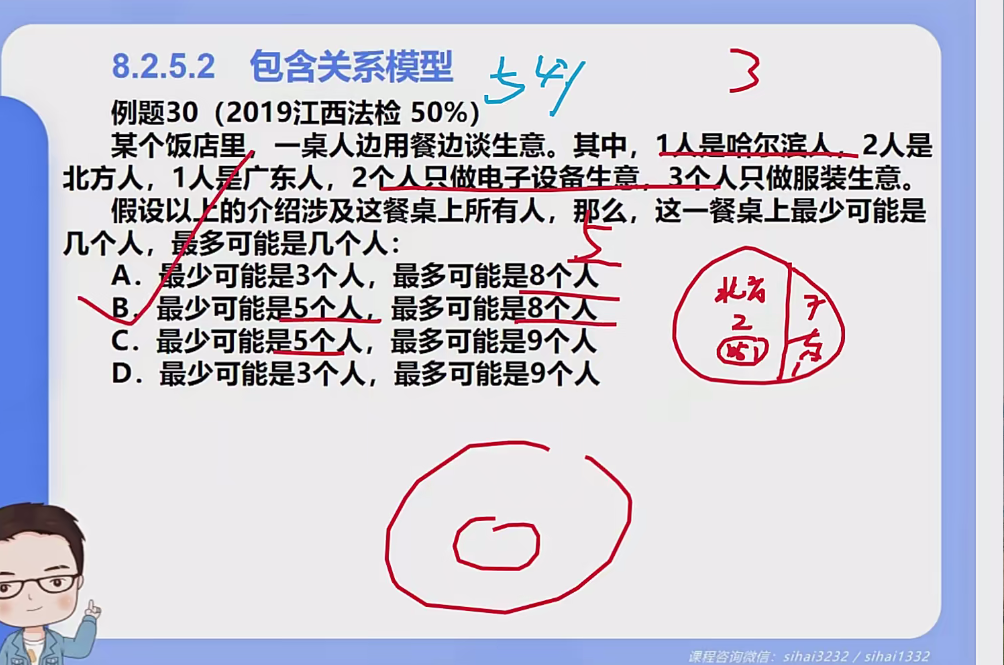 8.2.5.2 包含关系模型
3
例题30（2019江西法检 50%）
某个饭店里，一桌人边用餐边谈生意。其中，1人是哈尔滨人，2人是
北方人，1人是广东人，2个人只做电子设备生意，3个人只做服装生意。
假设以上的介绍涉及这餐桌上所有人，那么，这一餐桌上最少可能是
几个人，最多可能是几个人：
5
A．最少可能是3个人，最多可能是8个人
B．最少可能是5个人，最多可能是8个人
C．最少可能是5个人，最多可能是9个人
D．最少可能是3个人，最多可能是9个人
北方
2
课程咨询微信：sihai3232 / sihai1332